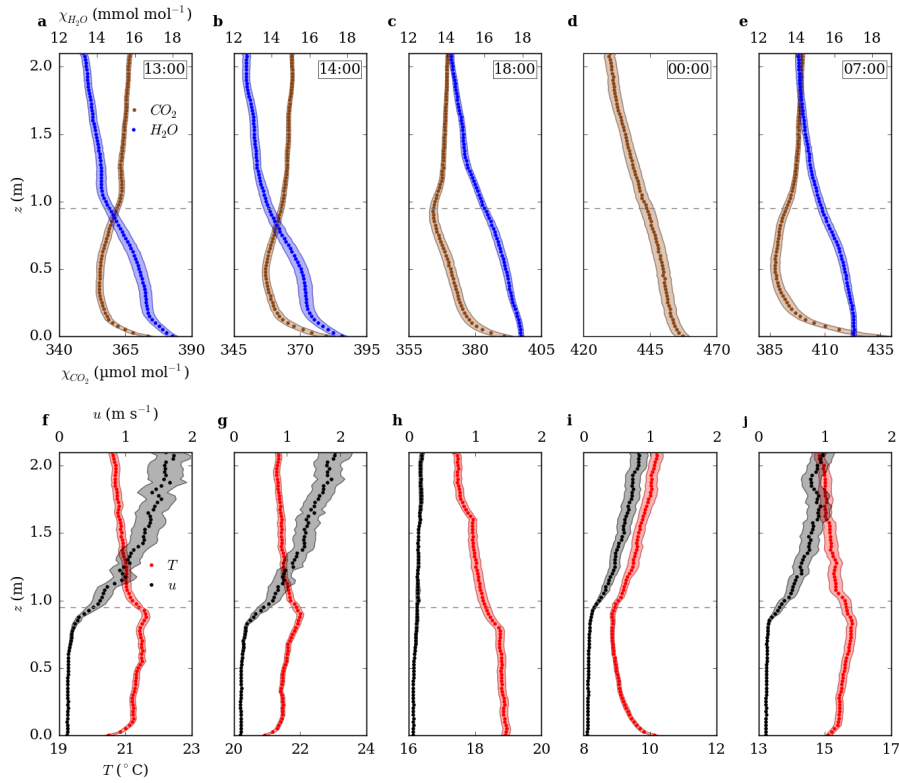 χ_{H₂O} (mmol mol⁻¹)
a b c d e
12 14 16 18 12 14 16 18 12 14 16 18 12 14 16 18
2.0 13:00 14:00 18:00 00:00 07:00
CO₂
H₂O
1.5
z (m)
1.0
0.5
0.0
340 365 390 345 370 395 355 380 405 420 445 470 385 410 435
χ_{CO₂} (μmol mol⁻¹)
f u (m s⁻¹) g h i j
0 1 2 0 1 2 0 1 2 0 1 2 0 1 2
2.0
1.5
T
u
z (m)
1.0
0.5
0.0
19 21 23 20 22 24 16 18 20 8 10 12 13 15 17
T (°C)